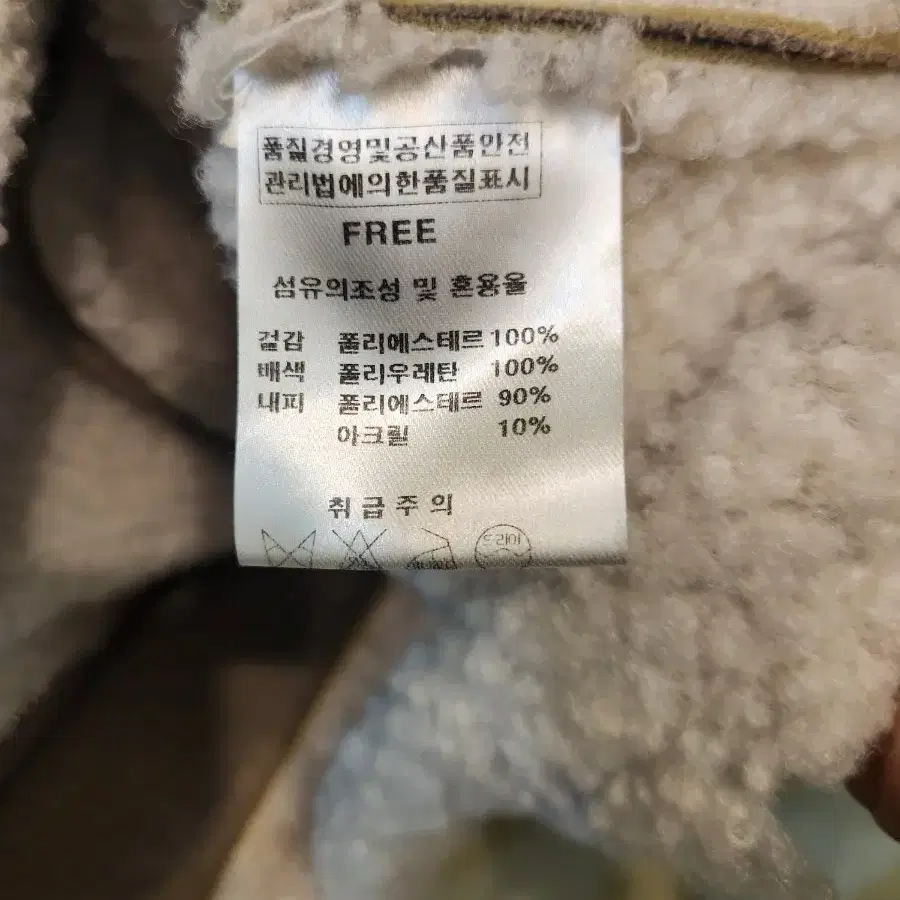 품질경영및공산품안전
관리법에의한품질표시
FREE
섬유의조성 및 혼용율
겉감 폴리에스테르 100%
배색 폴리우레탄 100%
내피 폴리에스테르 90%
아크릴 10%
취급주의
드라이